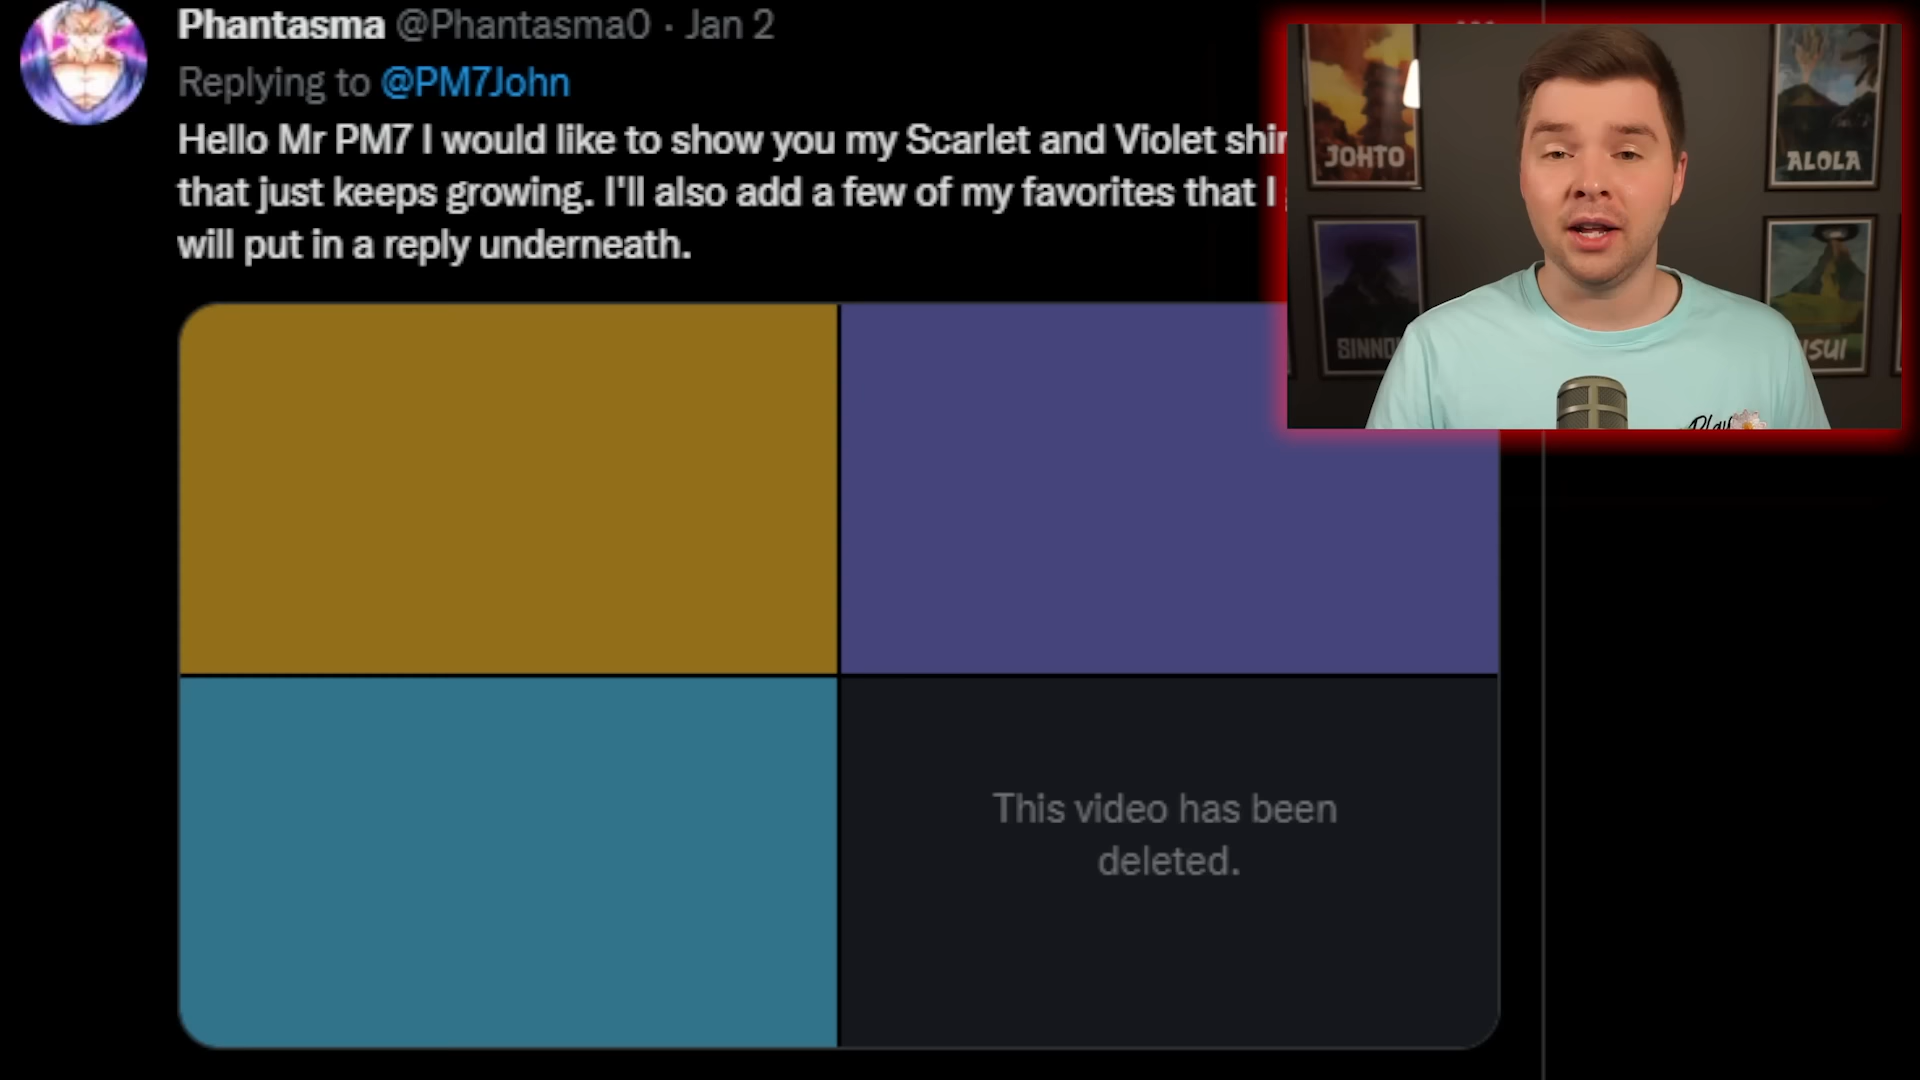 Phantasma @Phantasma0 · Jan 2
Replying to @PM7John
Hello Mr PM7 I would like to show you my Scarlet and Violet
that just keeps growing. I'll also add a few of my favorites that I
will put in a reply underneath.
JOHTO
ALOLA
This video has been
deleted.